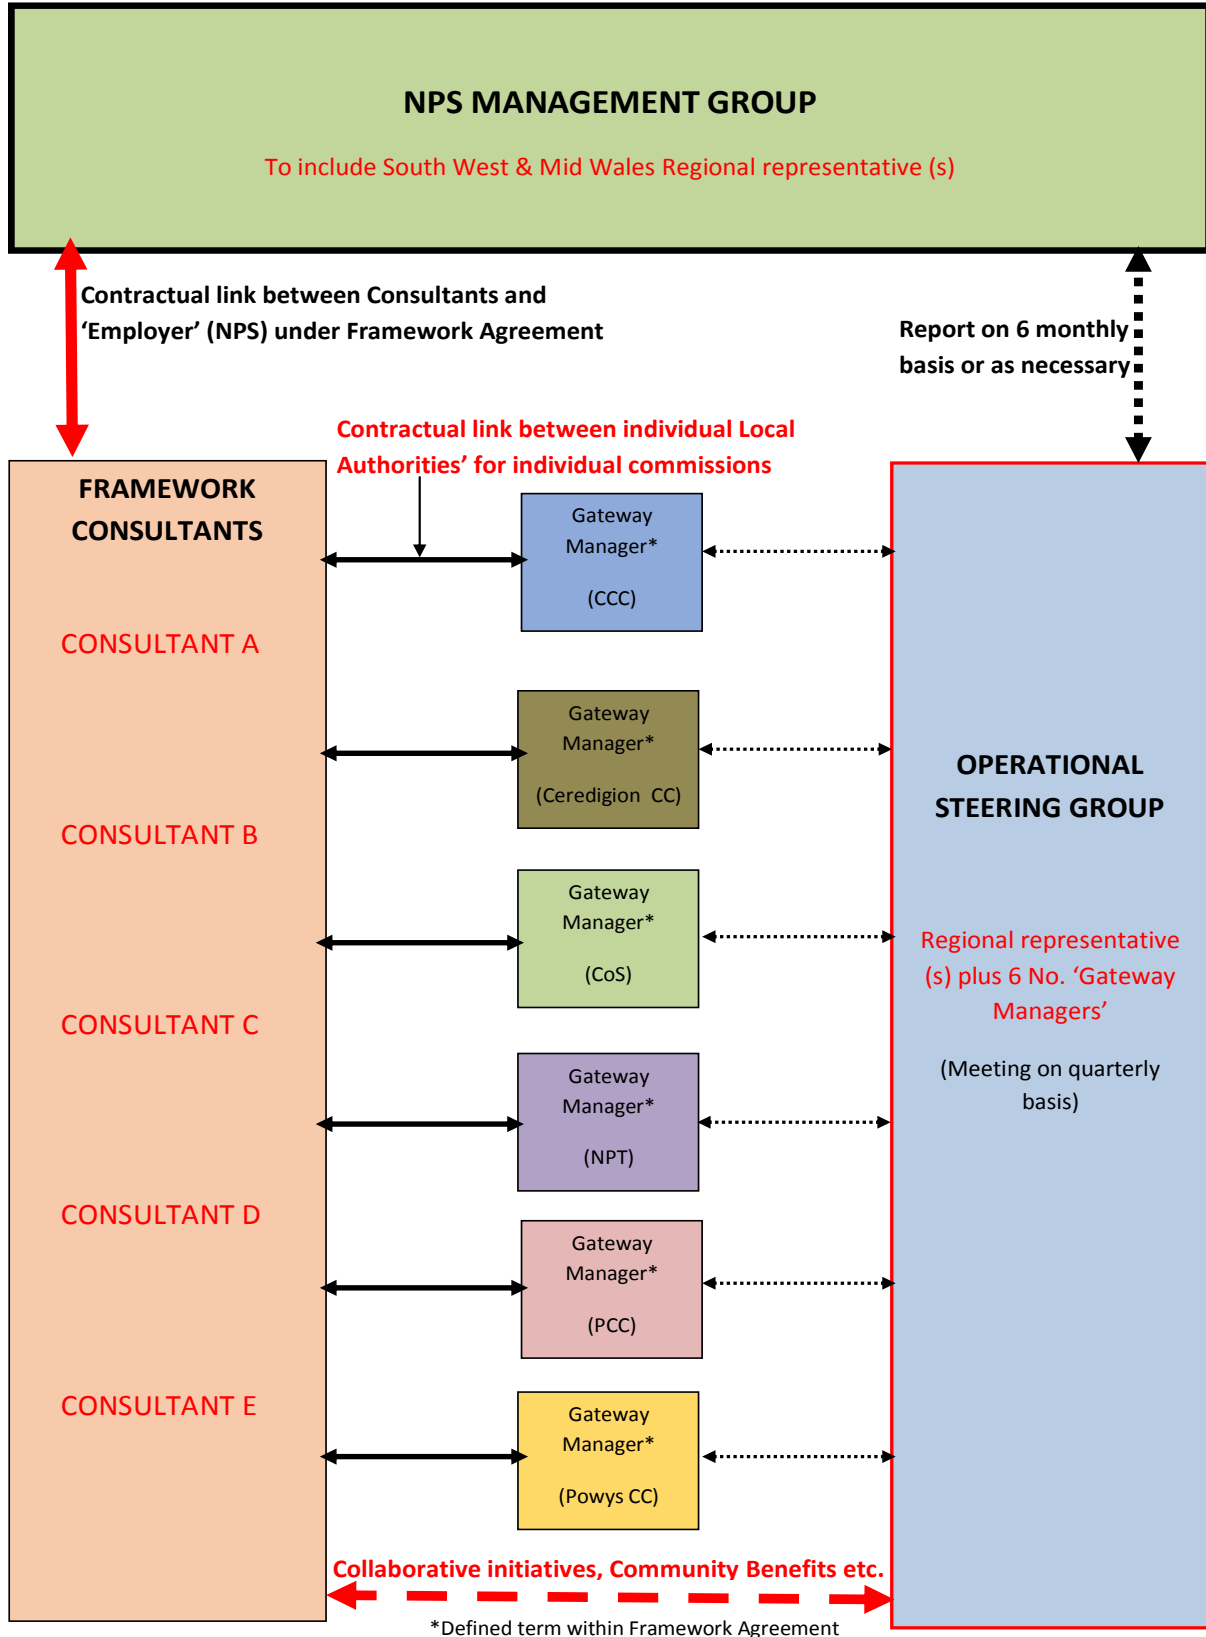 NPS MANAGEMENT GROUP
To include South West & Mid Wales Regional representative (s)
Contractual link between Consultants and
‘Employer’ (NPS) under Framework Agreement
Report on 6 monthly
basis or as necessary
Contractual link between individual Local
Authorities’ for individual commissions
FRAMEWORK
CONSULTANTS
CONSULTANT A
CONSULTANT B
CONSULTANT C
CONSULTANT D
CONSULTANT E
Gateway
Manager*
(CCC)
Gateway
Manager*
(Ceredigion CC)
Gateway
Manager*
(CoS)
Gateway
Manager*
(NPT)
Gateway
Manager*
(PCC)
Gateway
Manager*
(Powys CC)
OPERATIONAL
STEERING GROUP
Regional representative
(s) plus 6 No. ‘Gateway
Managers’
(Meeting on quarterly
basis)
Collaborative initiatives, Community Benefits etc.
*Defined term within Framework Agreement